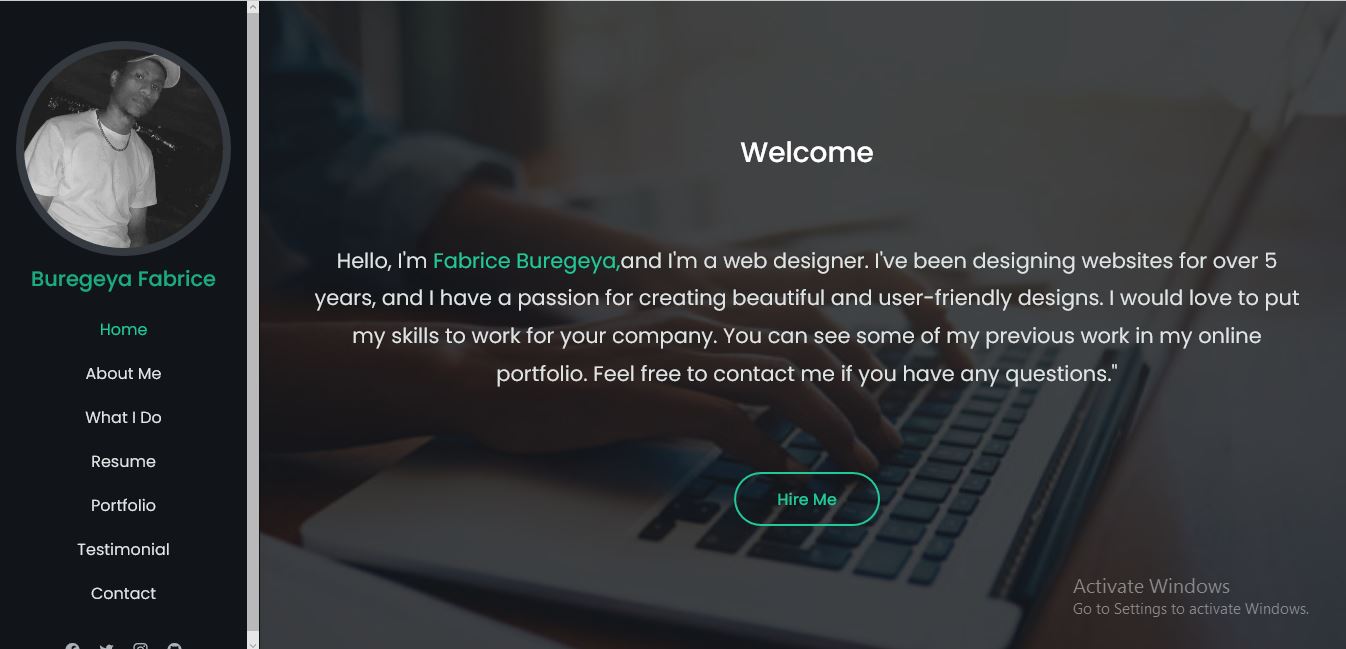 Buregeya Fabrice
Home
About Me
What I Do
Resume
Portfolio
Testimonial
Contact
Welcome
Hello, I'm Fabrice Buregeya,and I'm a web designer. I've been designing websites for over 5
years, and I have a passion for creating beautiful and user-friendly designs. I would love to put
my skills to work for your company. You can see some of my previous work in my online
portfolio. Feel free to contact me if you have any questions."
Hire Me
Activate Windows
Go to Settings to activate Windows.